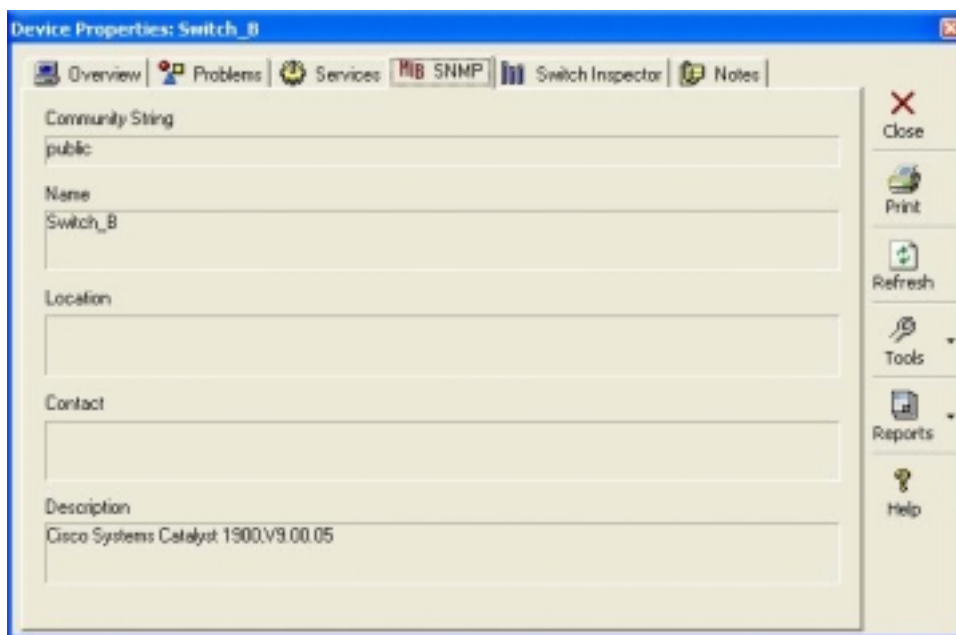 Device Properties: Switch_B
Overview
Problems
Services
MIB SNMP
Switch Inspector
Notes
Community String
public
Name
Switch_B
Location
Contact
Description
Cisco Systems Catalyst 1900,V9.00.05
Close
Print
Refresh
Tools
Reports
Help